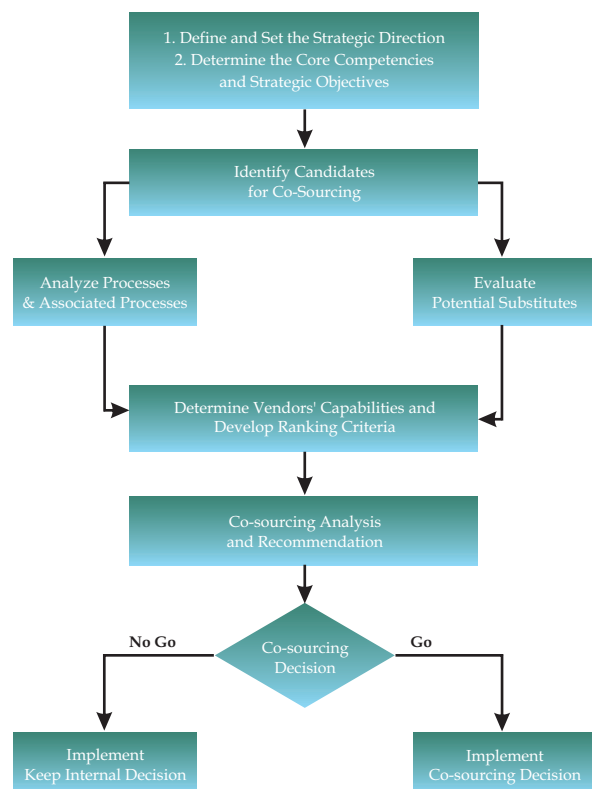 1. Define and Set the Strategic Direction
2. Determine the Core Competencies
and Strategic Objectives
Identify Candidates
for Co-Sourcing
Analyze Processes
& Associated Processes
Evaluate
Potential Substitutes
Determine Vendors' Capabilities and
Develop Ranking Criteria
Co-sourcing Analysis
and Recommendation
No Go
Co-sourcing
Decision
Go
Implement
Keep Internal Decision
Implement
Co-sourcing Decision